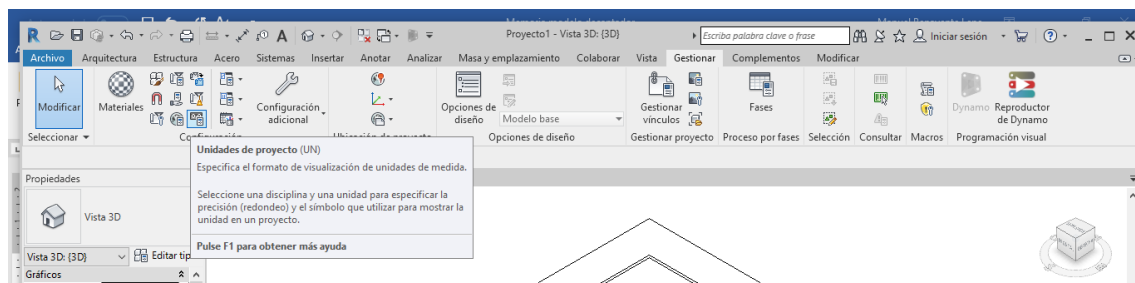 Proyecto1 - Vista 3D: {3D}
Escriba palabra clave o frase
Iniciar sesión
Archivo Arquitectura Estructura Acero Sistemas Insertar Anotar Analizar Masa y emplazamiento Colaborar Vista Gestionar Complementos Modificar
Modificar
Materiales
Configuración
adicional
Opciones de
diseño
Modelo base
Gestionar
vínculos
Fases
Dynamo
Reproductor
de Dynamo
Seleccionar
Opciones de diseño
Gestionar proyecto
Proceso por fases
Selección
Consultar
Macros
Programación visual
Unidades de proyecto (UN)
Especifica el formato de visualización de unidades de medida.
Seleccione una disciplina y una unidad para especificar la
precisión (redondeo) y el símbolo que utilizar para mostrar la
unidad en un proyecto.
Pulse F1 para obtener más ayuda
Propiedades
Vista 3D
Vista 3D: {3D}
Editar tip
Gráficos